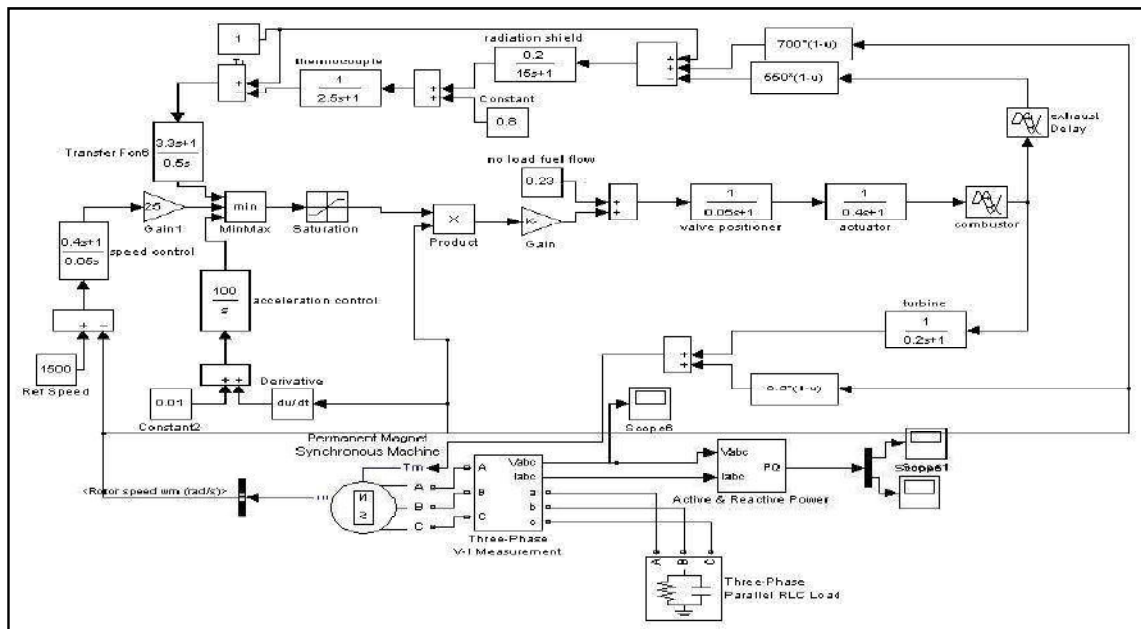 1
Tr
radiation shield
0.2
15s+1
700*(1-u)
550*(1-u)
+
+
−
thermocouple
1
2.5s+1
+
−
+
+
Constant
0.8
exhaust
Delay
3.3s+1
0.5s
Transfer Fcn6
no load fuel flow
0.23
25
Gain1
min
MinMax
Saturation
X
Product
K-
Gain
+
+
1
0.05s+1
valve positioner
1
0.4s+1
actuator
combustor
0.4s+1
0.05s
speed control
100
s
acceleration control
+ −
1500
Ref Speed
turbine
1
0.2s+1
+
+
+ +
Derivative
du/dt
0.01
Constant2
Scope6
Permanent Magnet
Synchronous Machine
Tm
A
B
C
N
S
<Rotor speed wm (rad/s)>
A
B
C
Vabc
Iabc
a
b
c
Three-Phase
V-I Measurement
PQ
Active & Reactive Power
A B C
Three-Phase
Parallel RLC Load